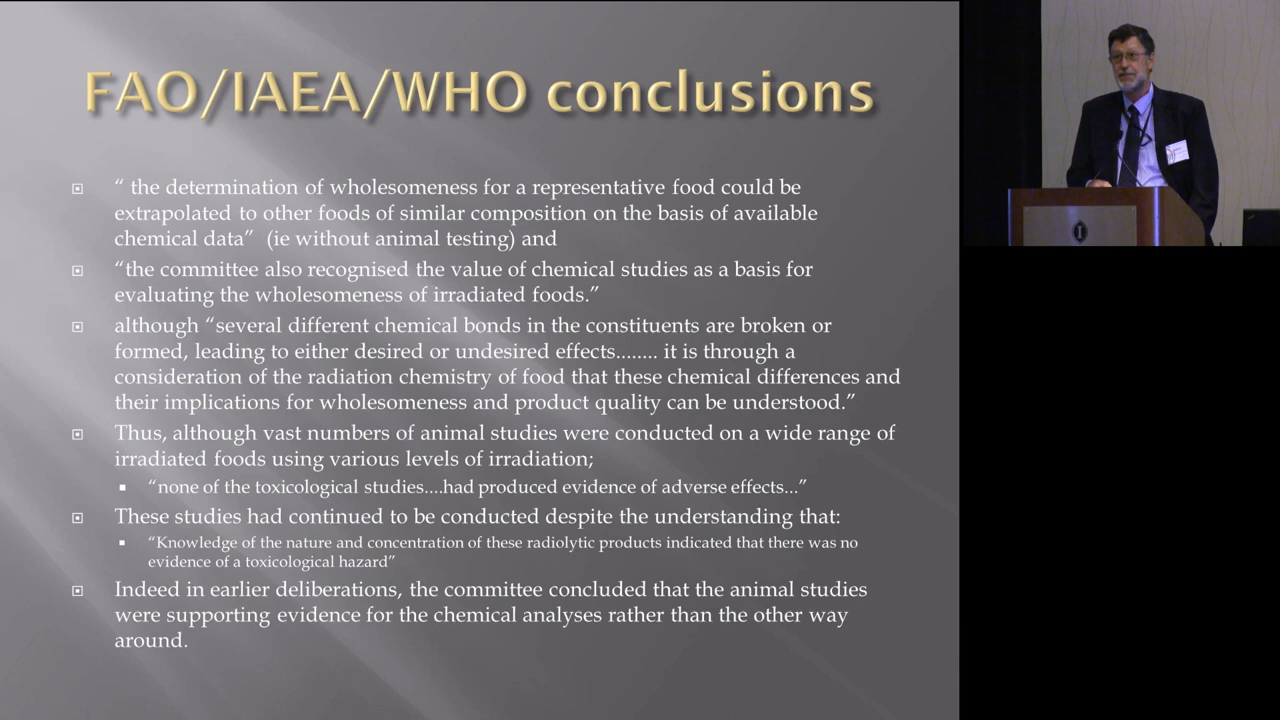 FAO/IAEA/WHO conclusions
“ the determination of wholesomeness for a representative food could be
extrapolated to other foods of similar composition on the basis of available
chemical data”  (ie without animal testing) and
“the committee also recognised the value of chemical studies as a basis for
evaluating the wholesomeness of irradiated foods.”
although “several different chemical bonds in the constituents are broken or
formed, leading to either desired or undesired effects........ it is through a
consideration of the radiation chemistry of food that these chemical differences and
their implications for wholesomeness and product quality can be understood.”
Thus, although vast numbers of animal studies were conducted on a wide range of
irradiated foods using various levels of irradiation;
“none of the toxicological studies....had produced evidence of adverse effects...”
These studies had continued to be conducted despite the understanding that:
“Knowledge of the nature and concentration of these radiolytic products indicated that there was no
evidence of a toxicological hazard”
Indeed in earlier deliberations, the committee concluded that the animal studies
were supporting evidence for the chemical analyses rather than the other way
around.